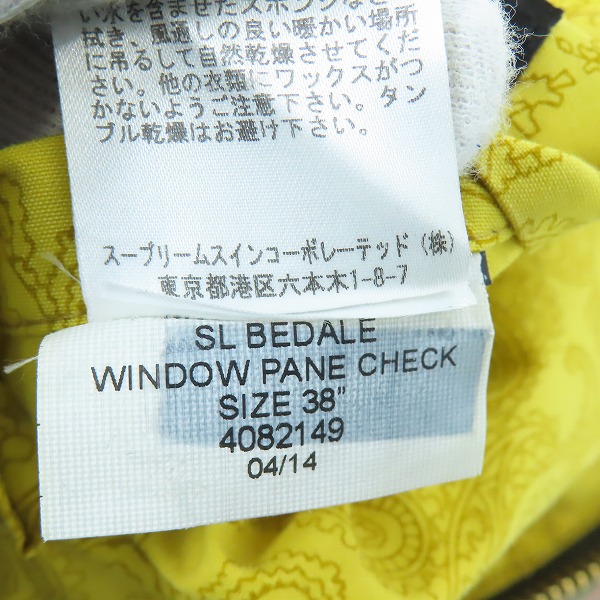 い水を含ませたスポンジなどで
拭き、風通しの良い暖かい場所
に吊るして自然乾燥させてくだ
さい。他の衣類にワックスがつ
かないようご注意下さい。タン
ブル乾燥はお避け下さい。
スープリームスインコーポレーテッド（株）
東京都港区六本木1-8-7
SL BEDALE
WINDOW PANE CHECK
SIZE 38"
4082149
04/14